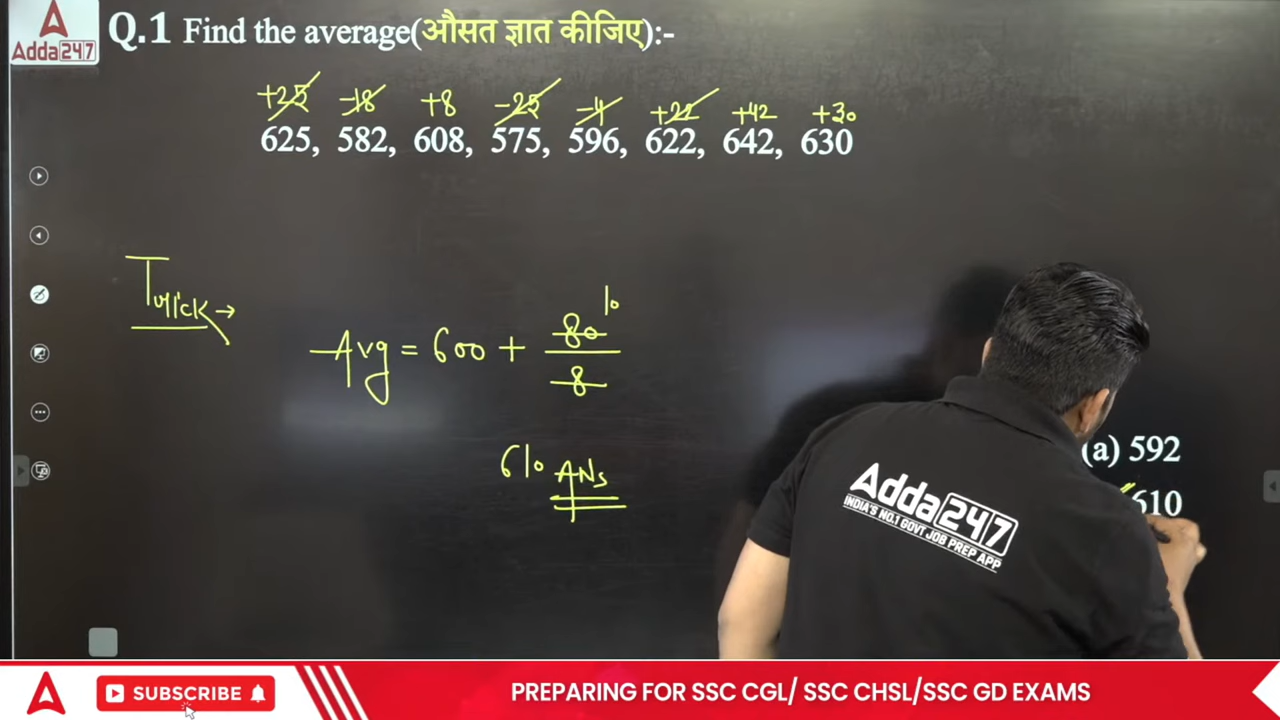 Adda247
Q.1 Find the average(औसत ज्ञात कीजिए):-
+25 -18 +8 -25 -4 +22 +42 +30
625, 582, 608, 575, 596, 622, 642, 630
Trick →
Avg = 600 + 80/8 10
610 ANs
(a) 592
610
Adda247
INDIA'S NO.1 GOVT JOB PREP APP
SUBSCRIBE
PREPARING FOR SSC CGL/ SSC CHSL/SSC GD EXAMS